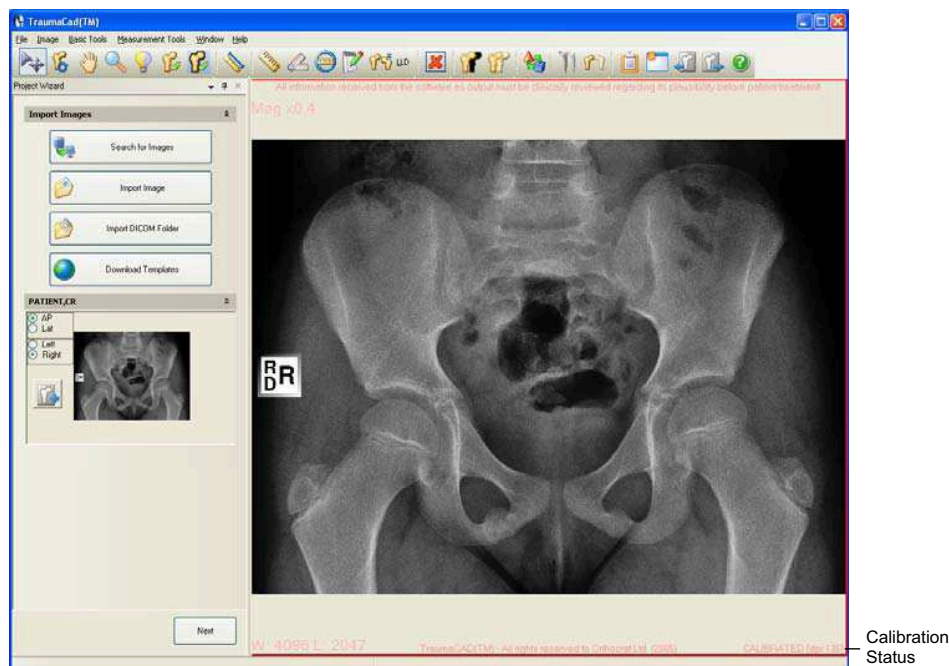 TraumaCad(TM)
File Image Basic Tools Measurement Tools Window Help
LLD
Project Wizard
All information received from the software as output must be clinically reviewed regarding its plausibility before patient treatment!
Mag x0.4
Import Images
Search for Images
Import Image
Import DICOM Folder
Download Templates
PATIENT,CR
AP
Lat
Left
Right
R
D
R
Next
W: 4096 L: 2047
TraumaCAD(TM) - All rights reserved to Orthocrat Ltd.
CALIBRATED
Calibration
Status